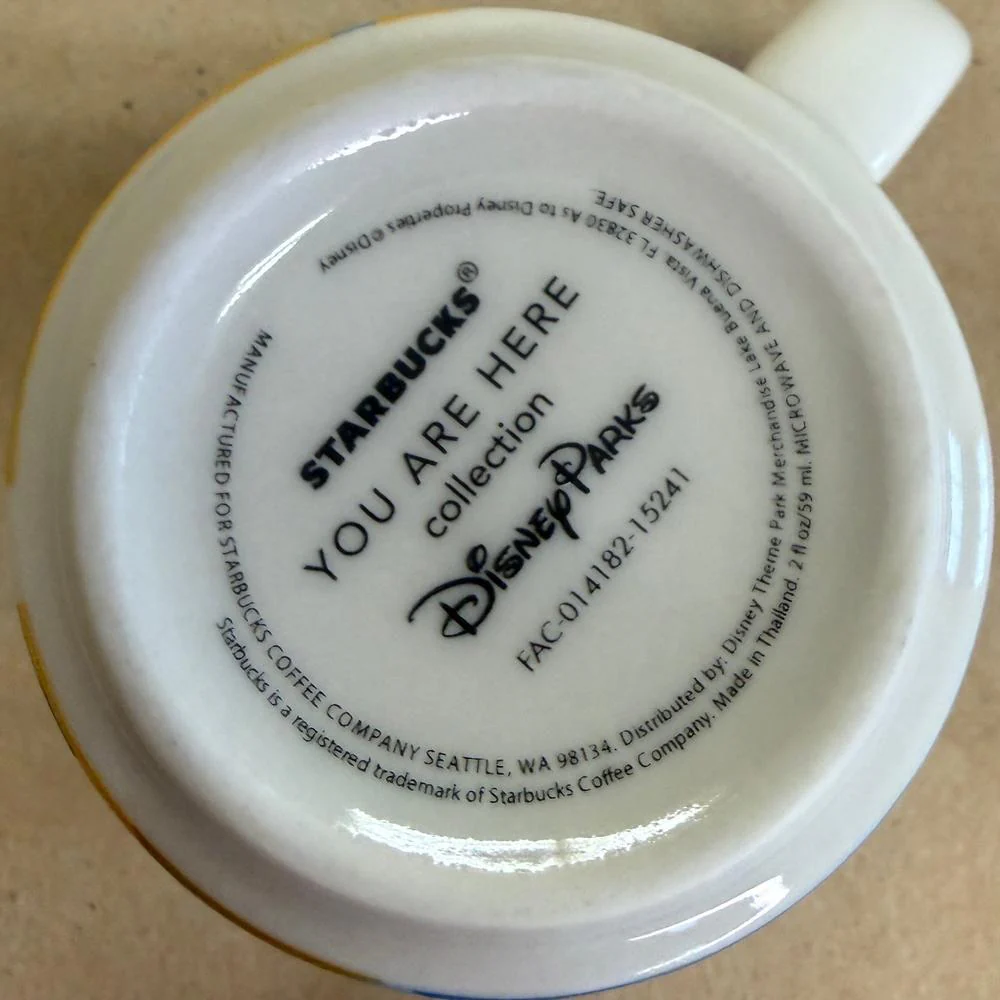 STARBUCKS®
YOU ARE HERE
collection
Disney PARKS
FAC-014182-15241
MANUFACTURED FOR STARBUCKS COFFEE COMPANY SEATTLE, WA 98134. Distributed by: Disney Theme Park Merchandise Lake Buena Vista. FL 32830 As to Disney Properties © Disney
Starbucks is a registered trademark of Starbucks Coffee Company. Made in Thailand. 2 fl oz/59 ml. MICROWAVE AND DISHWASHER SAFE.